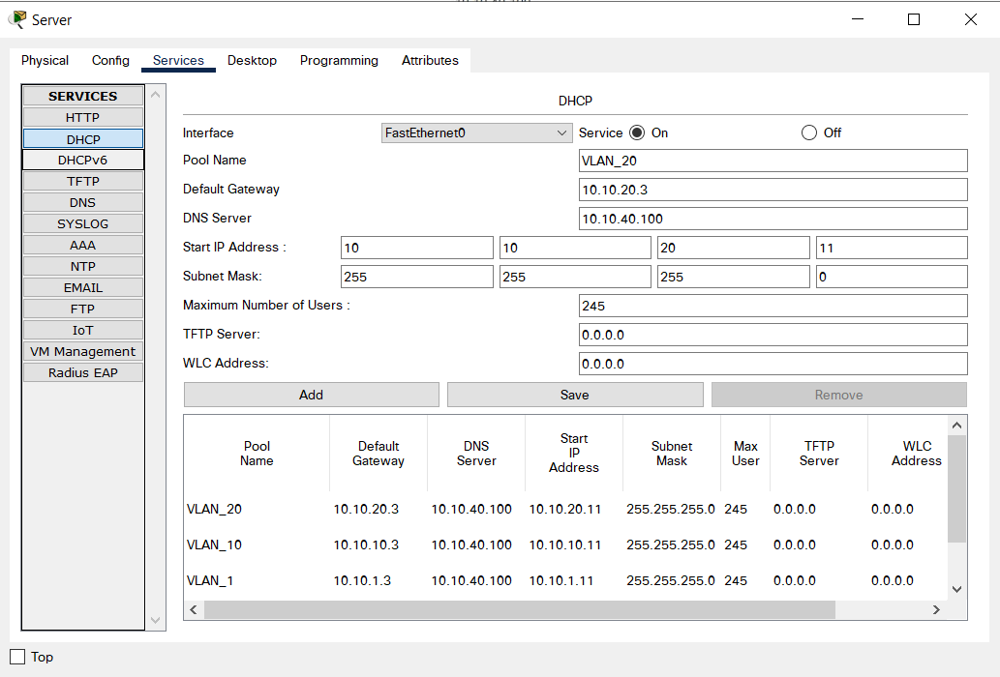 Server
Physical Config Services Desktop Programming Attributes
SERVICES
HTTP
DHCP
DHCPv6
TFTP
DNS
SYSLOG
AAA
NTP
EMAIL
FTP
IoT
VM Management
Radius EAP
DHCP
Interface FastEthernet0 Service On Off
Pool Name VLAN_20
Default Gateway 10.10.20.3
DNS Server 10.10.40.100
Start IP Address : 10 10 20 11
Subnet Mask: 255 255 255 0
Maximum Number of Users : 245
TFTP Server: 0.0.0.0
WLC Address: 0.0.0.0
Add Save Remove
Pool Name Default Gateway DNS Server Start IP Address Subnet Mask Max User TFTP Server WLC Address
VLAN_20 10.10.20.3 10.10.40.100 10.10.20.11 255.255.255.0 245 0.0.0.0 0.0.0.0
VLAN_10 10.10.10.3 10.10.40.100 10.10.10.11 255.255.255.0 245 0.0.0.0 0.0.0.0
VLAN_1 10.10.1.3 10.10.40.100 10.10.1.11 255.255.255.0 245 0.0.0.0 0.0.0.0
Top